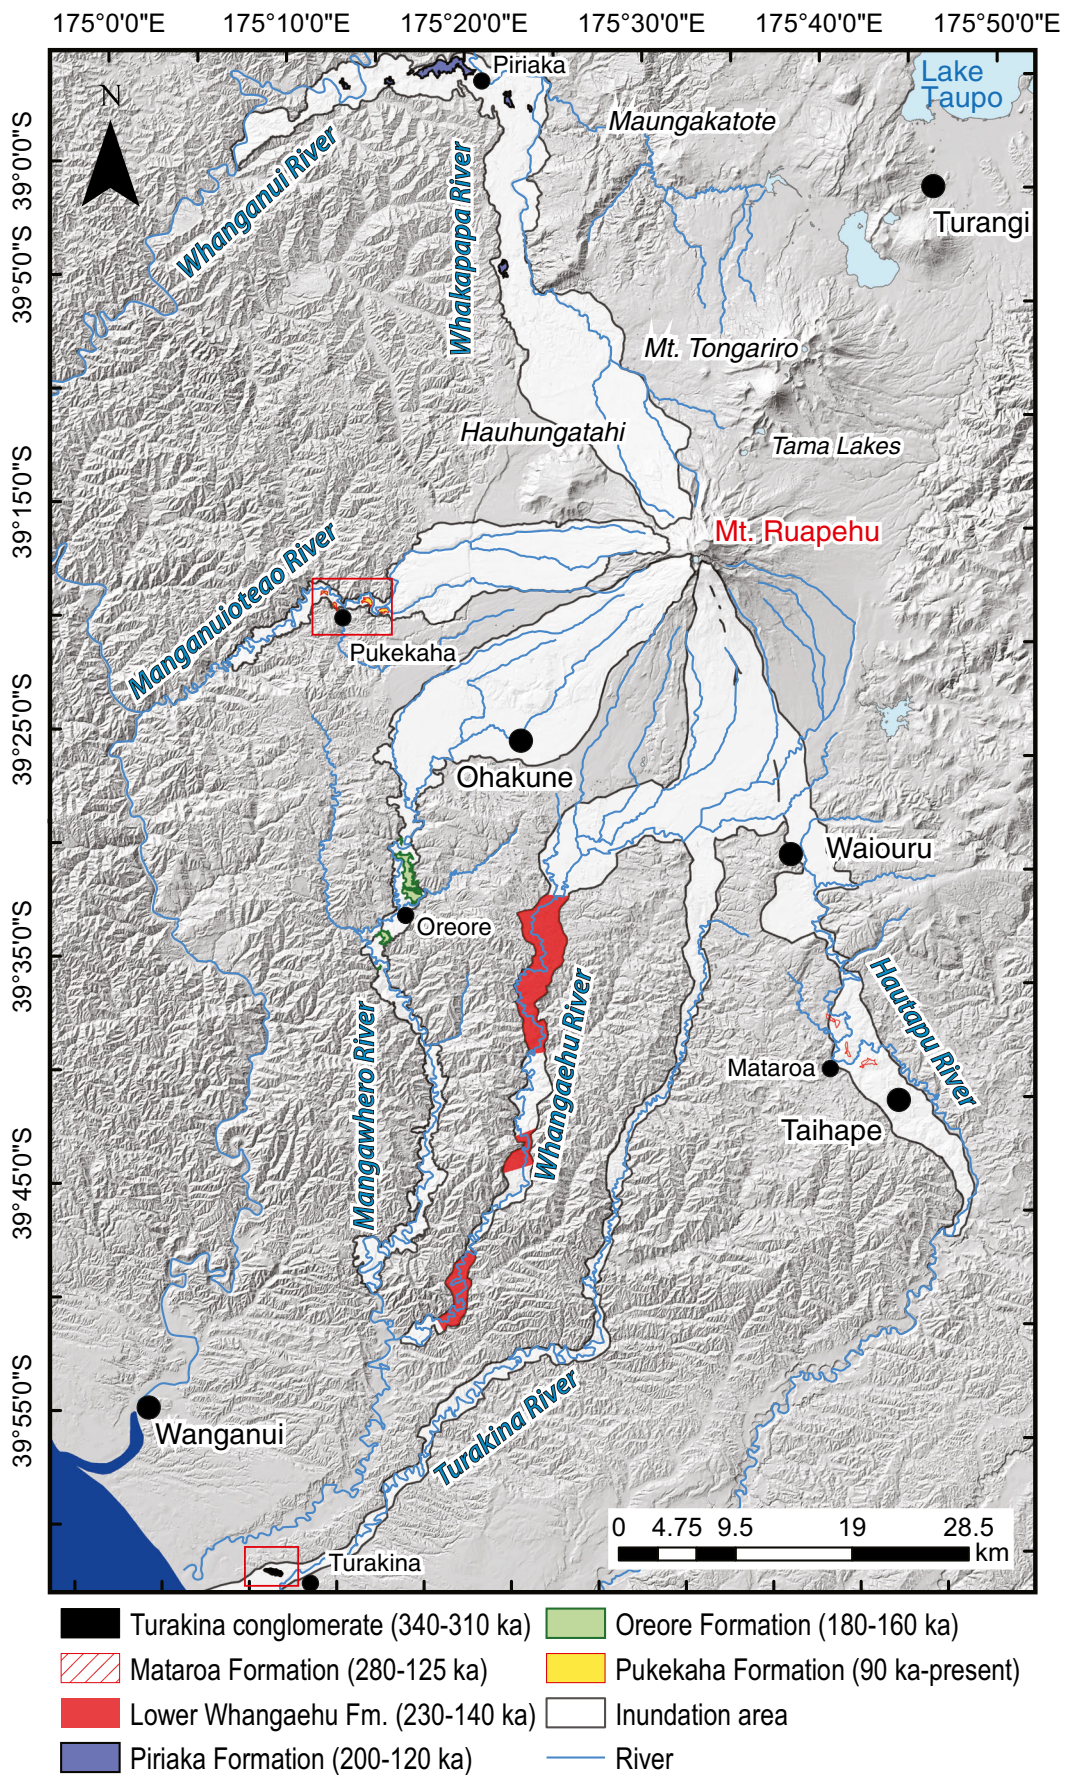 175°0'0"E 175°10'0"E 175°20'0"E 175°30'0"E 175°40'0"E 175°50'0"E
39°0'0"S
39°5'0"S
39°15'0"S
39°25'0"S
39°35'0"S
39°45'0"S
39°55'0"S
N
Piriaka
Lake
Taupo
Maungakatote
Whanganui River
Whakapapa River
Turangi
Mt. Tongariro
Hauhungatahi
Tama Lakes
Mt. Ruapehu
Manganuioteao River
Pukekaha
Ohakune
Waiouru
Oreore
Hautapu River
Mangawhero River
Whangaehu River
Mataroa
Taihape
Wanganui
Turakina River
Turakina
0 4.75 9.5 19 28.5
km
Turakina conglomerate (340-310 ka)
Mataroa Formation (280-125 ka)
Lower Whangaehu Fm. (230-140 ka)
Piriaka Formation (200-120 ka)
Oreore Formation (180-160 ka)
Pukekaha Formation (90 ka-present)
Inundation area
River